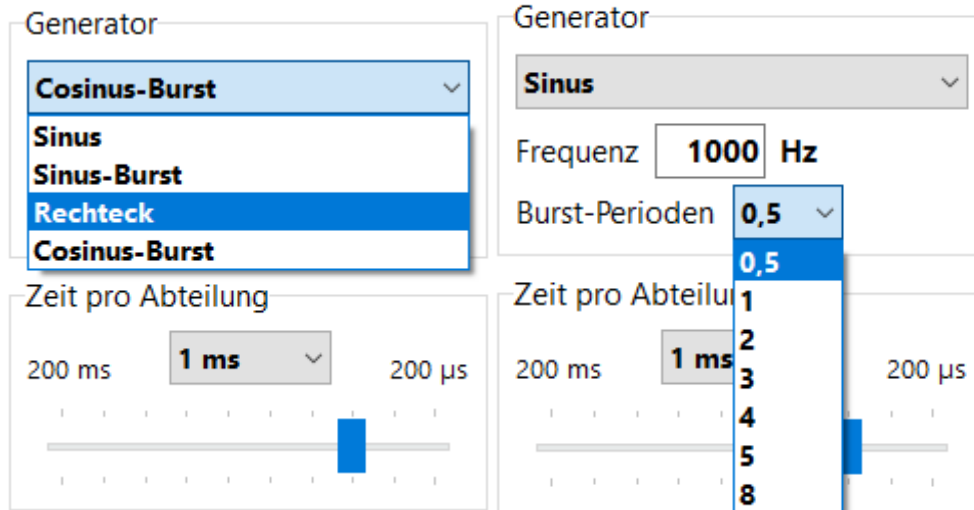 Generator
Cosinus-Burst
Sinus
Sinus-Burst
Rechteck
Cosinus-Burst
Zeit pro Abteilung
200 ms
1 ms
200 µs
Generator
Sinus
Frequenz 1000 Hz
Burst-Perioden 0,5
0,5
1
2
3
4
5
8
Zeit pro
200 ms
1 ms
200 µs